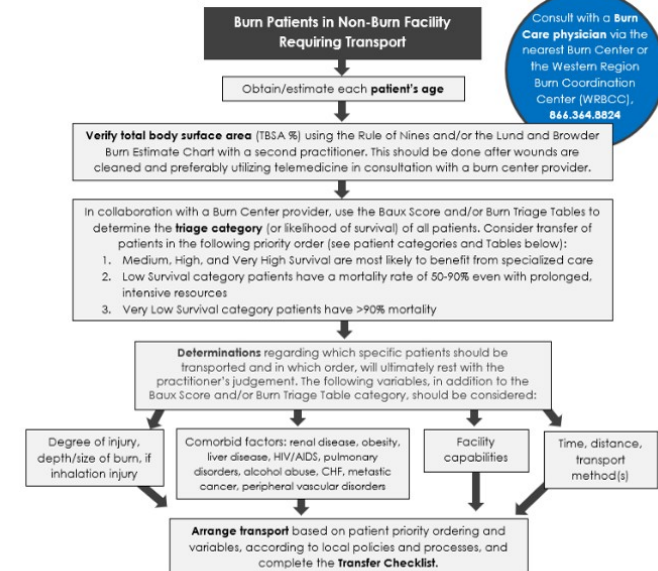 Burn Patients in Non-Burn Facility
Requiring Transport
Consult with a Burn
Care physician via the
nearest Burn Center or
the Western Region
Burn Coordination
Center (WRBCC),
866.364.8824
Obtain/estimate each patient's age
Verify total body surface area (TBSA %) using the Rule of Nines and/or the Lund and Browder
Burn Estimate Chart with a second practitioner. This should be done after wounds are
cleaned and preferably utilizing telemedicine in consultation with a burn center provider.
In collaboration with a Burn Center provider, use the Baux Score and/or Burn Triage Tables to
determine the triage category (or likelihood of survival) of all patients. Consider transfer of
patients in the following priority order (see patient categories and Tables below):
1. Medium, High, and Very High Survival are most likely to benefit from specialized care
2. Low Survival category patients have a mortality rate of 50-90% even with prolonged,
intensive resources
3. Very Low Survival category patients have >90% mortality
Determinations regarding which specific patients should be
transported and in which order, will ultimately rest with the
practitioner's judgement. The following variables, in addition to the
Baux Score and/or Burn Triage Table category, should be considered:
Degree of injury,
depth/size of burn, if
inhalation injury
Comorbid factors: renal disease, obesity,
liver disease, HIV/AIDS, pulmonary
disorders, alcohol abuse, CHF, metastic
cancer, peripheral vascular disorders
Facility
capabilities
Time, distance,
transport
method(s)
Arrange transport based on patient priority ordering and
variables, according to local policies and processes, and
complete the Transfer Checklist.